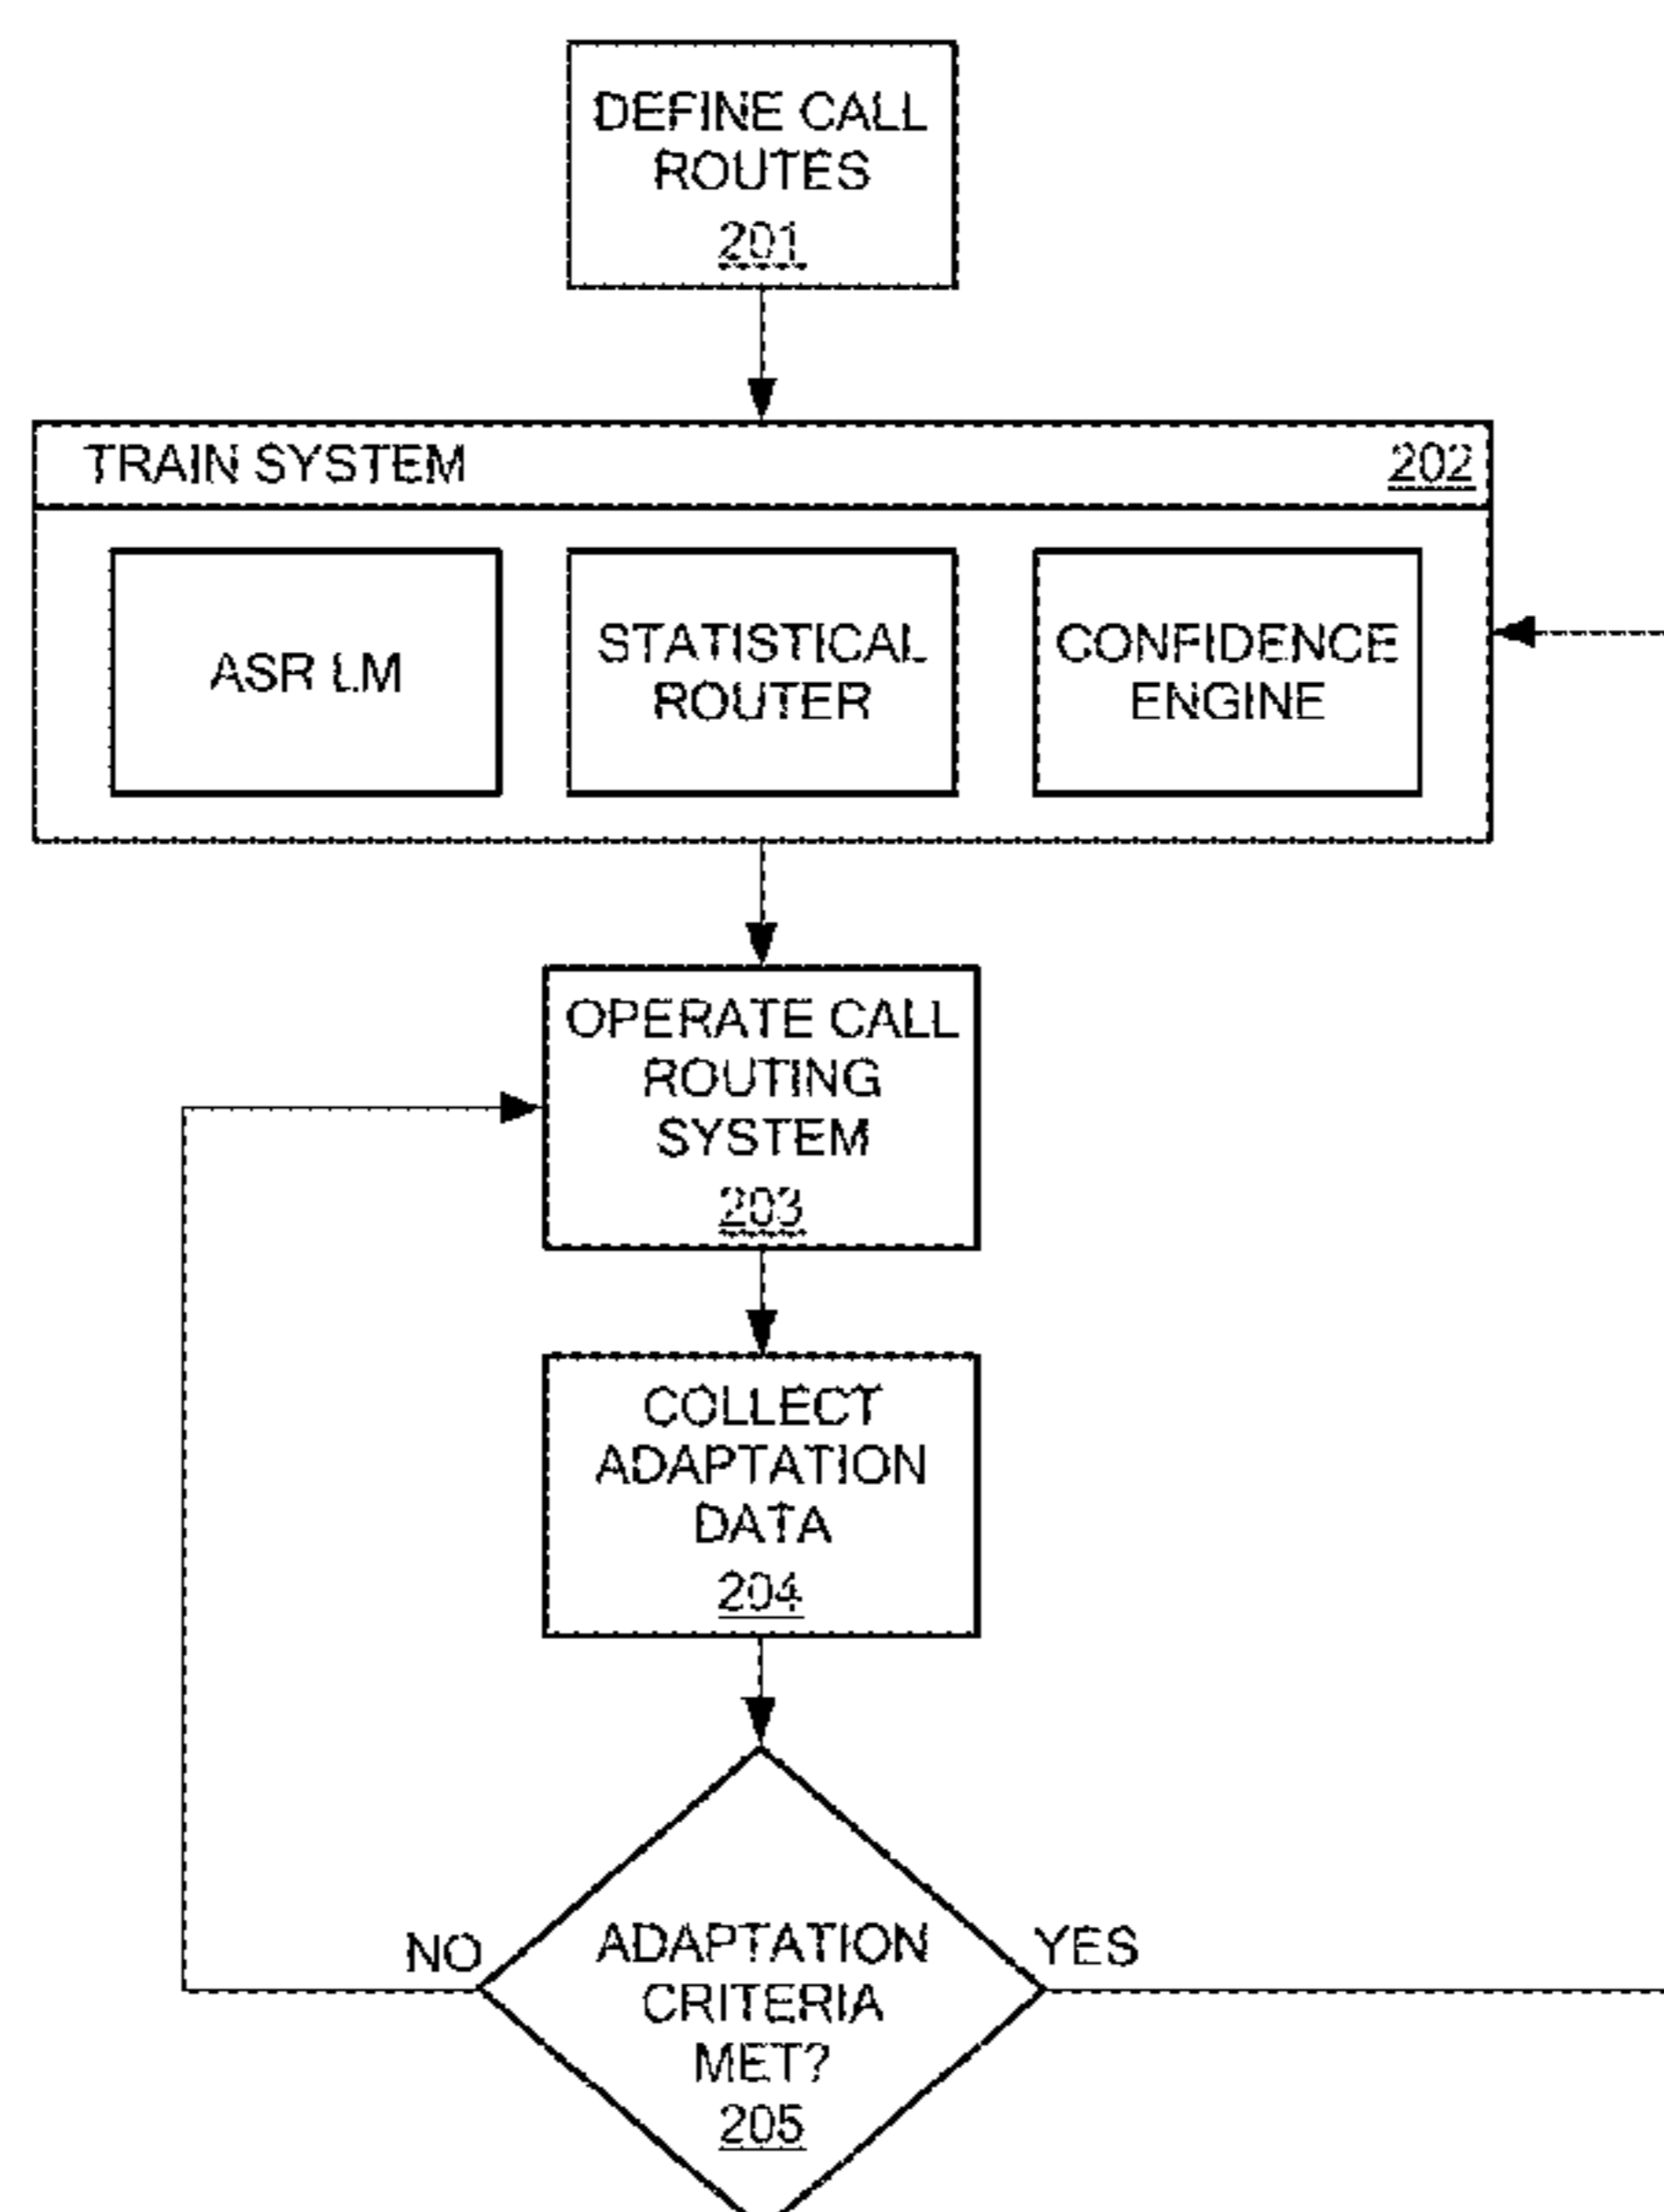 DEFINE CALL
ROUTES
201
TRAIN SYSTEM
202
ASR LM
STATISTICAL
ROUTER
CONFIDENCE
ENGINE
OPERATE CALL
ROUTING
SYSTEM
203
COLLECT
ADAPTATION
DATA
204
NO
YES
ADAPTATION
CRITERIA
MET?
205